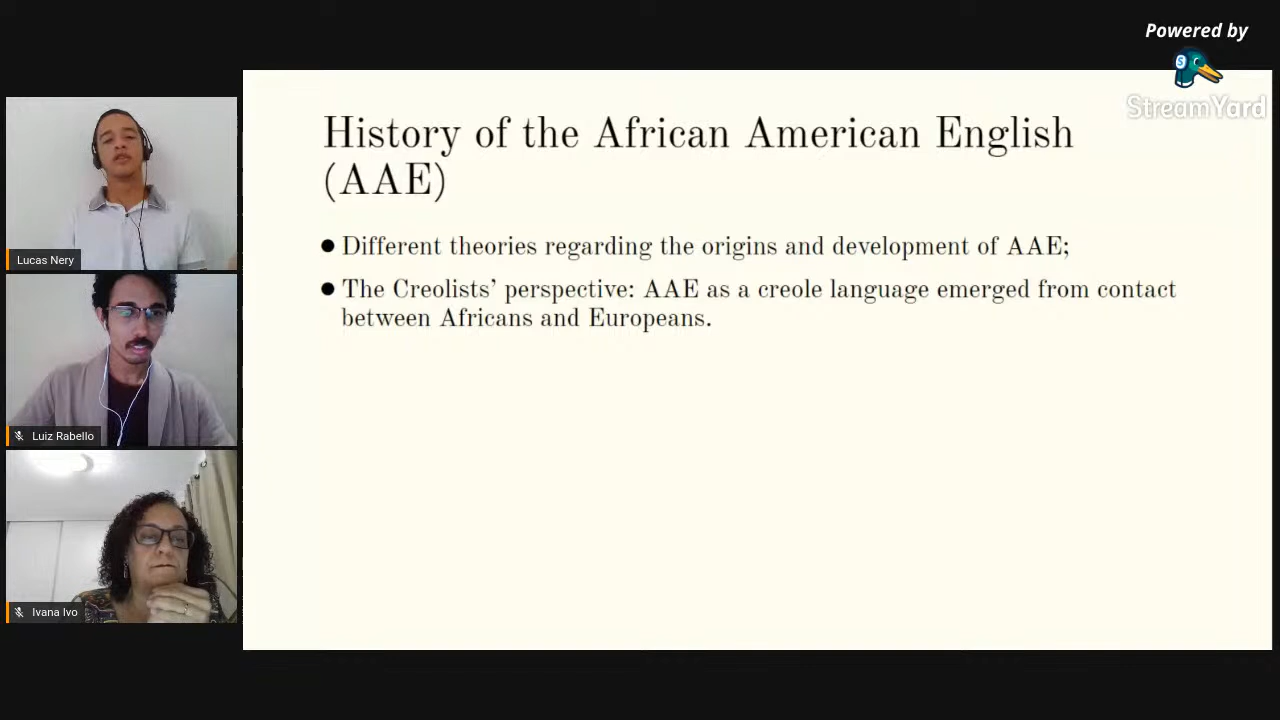 Powered by
StreamYard
History of the African American English
(AAE)
● Different theories regarding the origins and development of AAE;
● The Creolists’ perspective: AAE as a creole language emerged from contact
between Africans and Europeans.
Lucas Nery
Luiz Rabello
Ivana Ivo